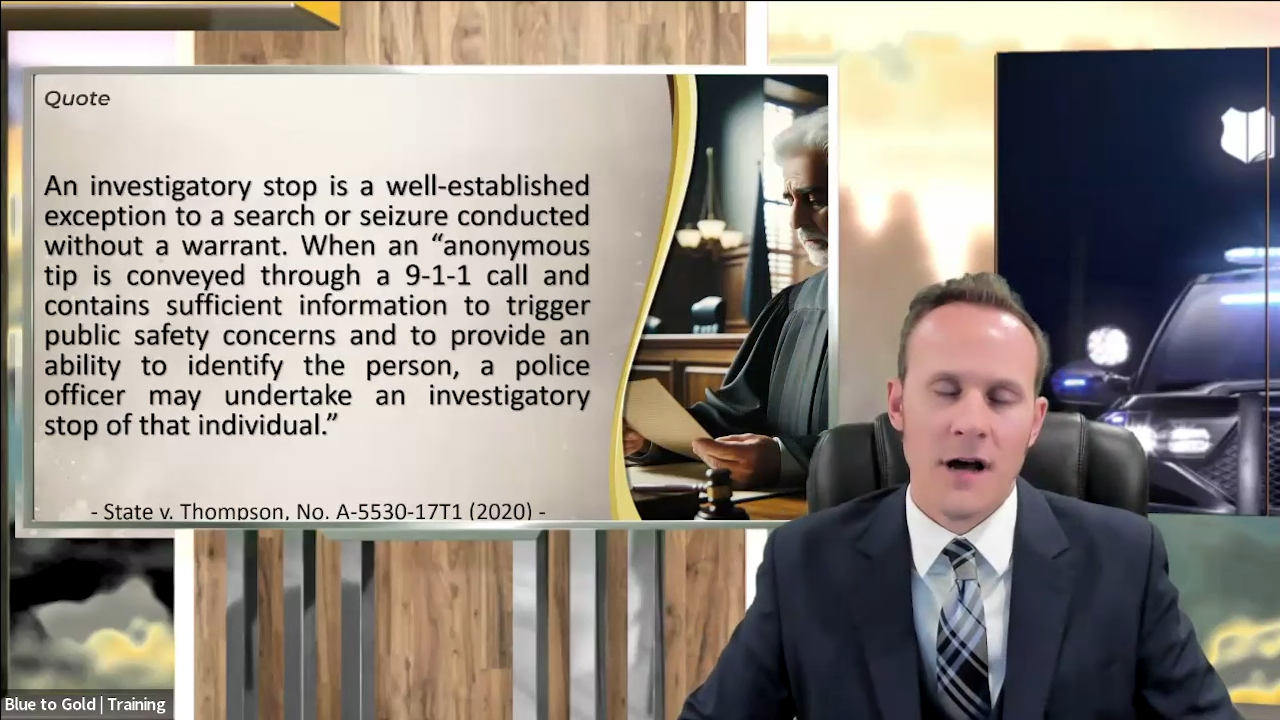 Quote
An investigatory stop is a well-established
exception to a search or seizure conducted
without a warrant. When an “anonymous
tip is conveyed through a 9-1-1 call and
contains sufficient information to trigger
public safety concerns and to provide an
ability to identify the person, a police
officer may undertake an investigatory
stop of that individual.”
- State v. Thompson, No. A-5530-17T1 (2020) -
Blue to Gold | Training